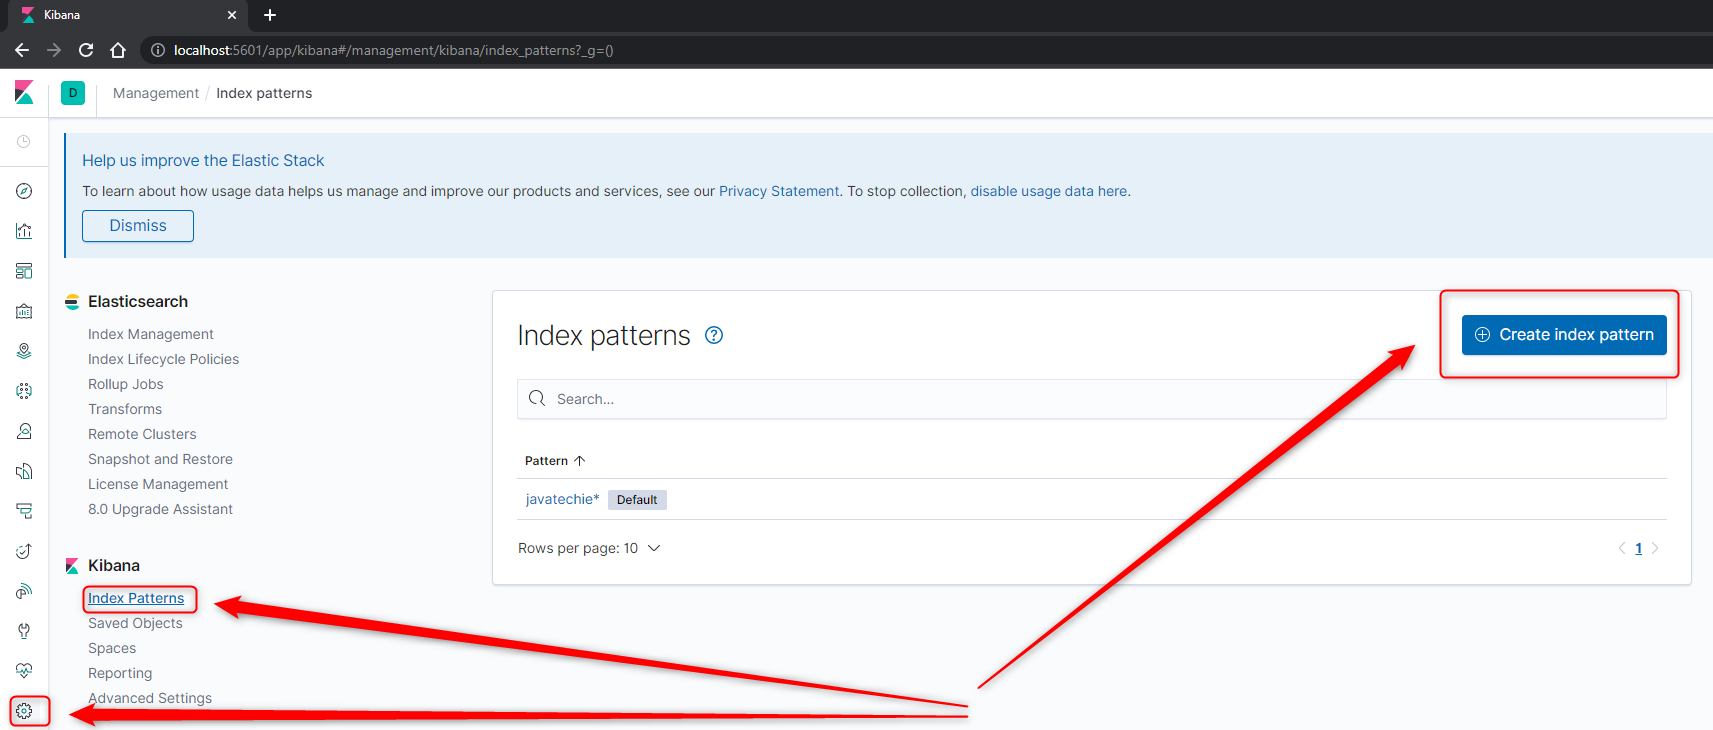 Kibana
localhost:5601/app/kibana#/management/kibana/index_patterns?_g=()
D
Management / Index patterns
Help us improve the Elastic Stack
To learn about how usage data helps us manage and improve our products and services, see our Privacy Statement. To stop collection, disable usage data here.
Dismiss
Elasticsearch
Index Management
Index Lifecycle Policies
Rollup Jobs
Transforms
Remote Clusters
Snapshot and Restore
License Management
8.0 Upgrade Assistant
Kibana
Index Patterns
Saved Objects
Spaces
Reporting
Advanced Settings
Index patterns
Create index pattern
Search...
Pattern
javatechie* Default
Rows per page: 10
1